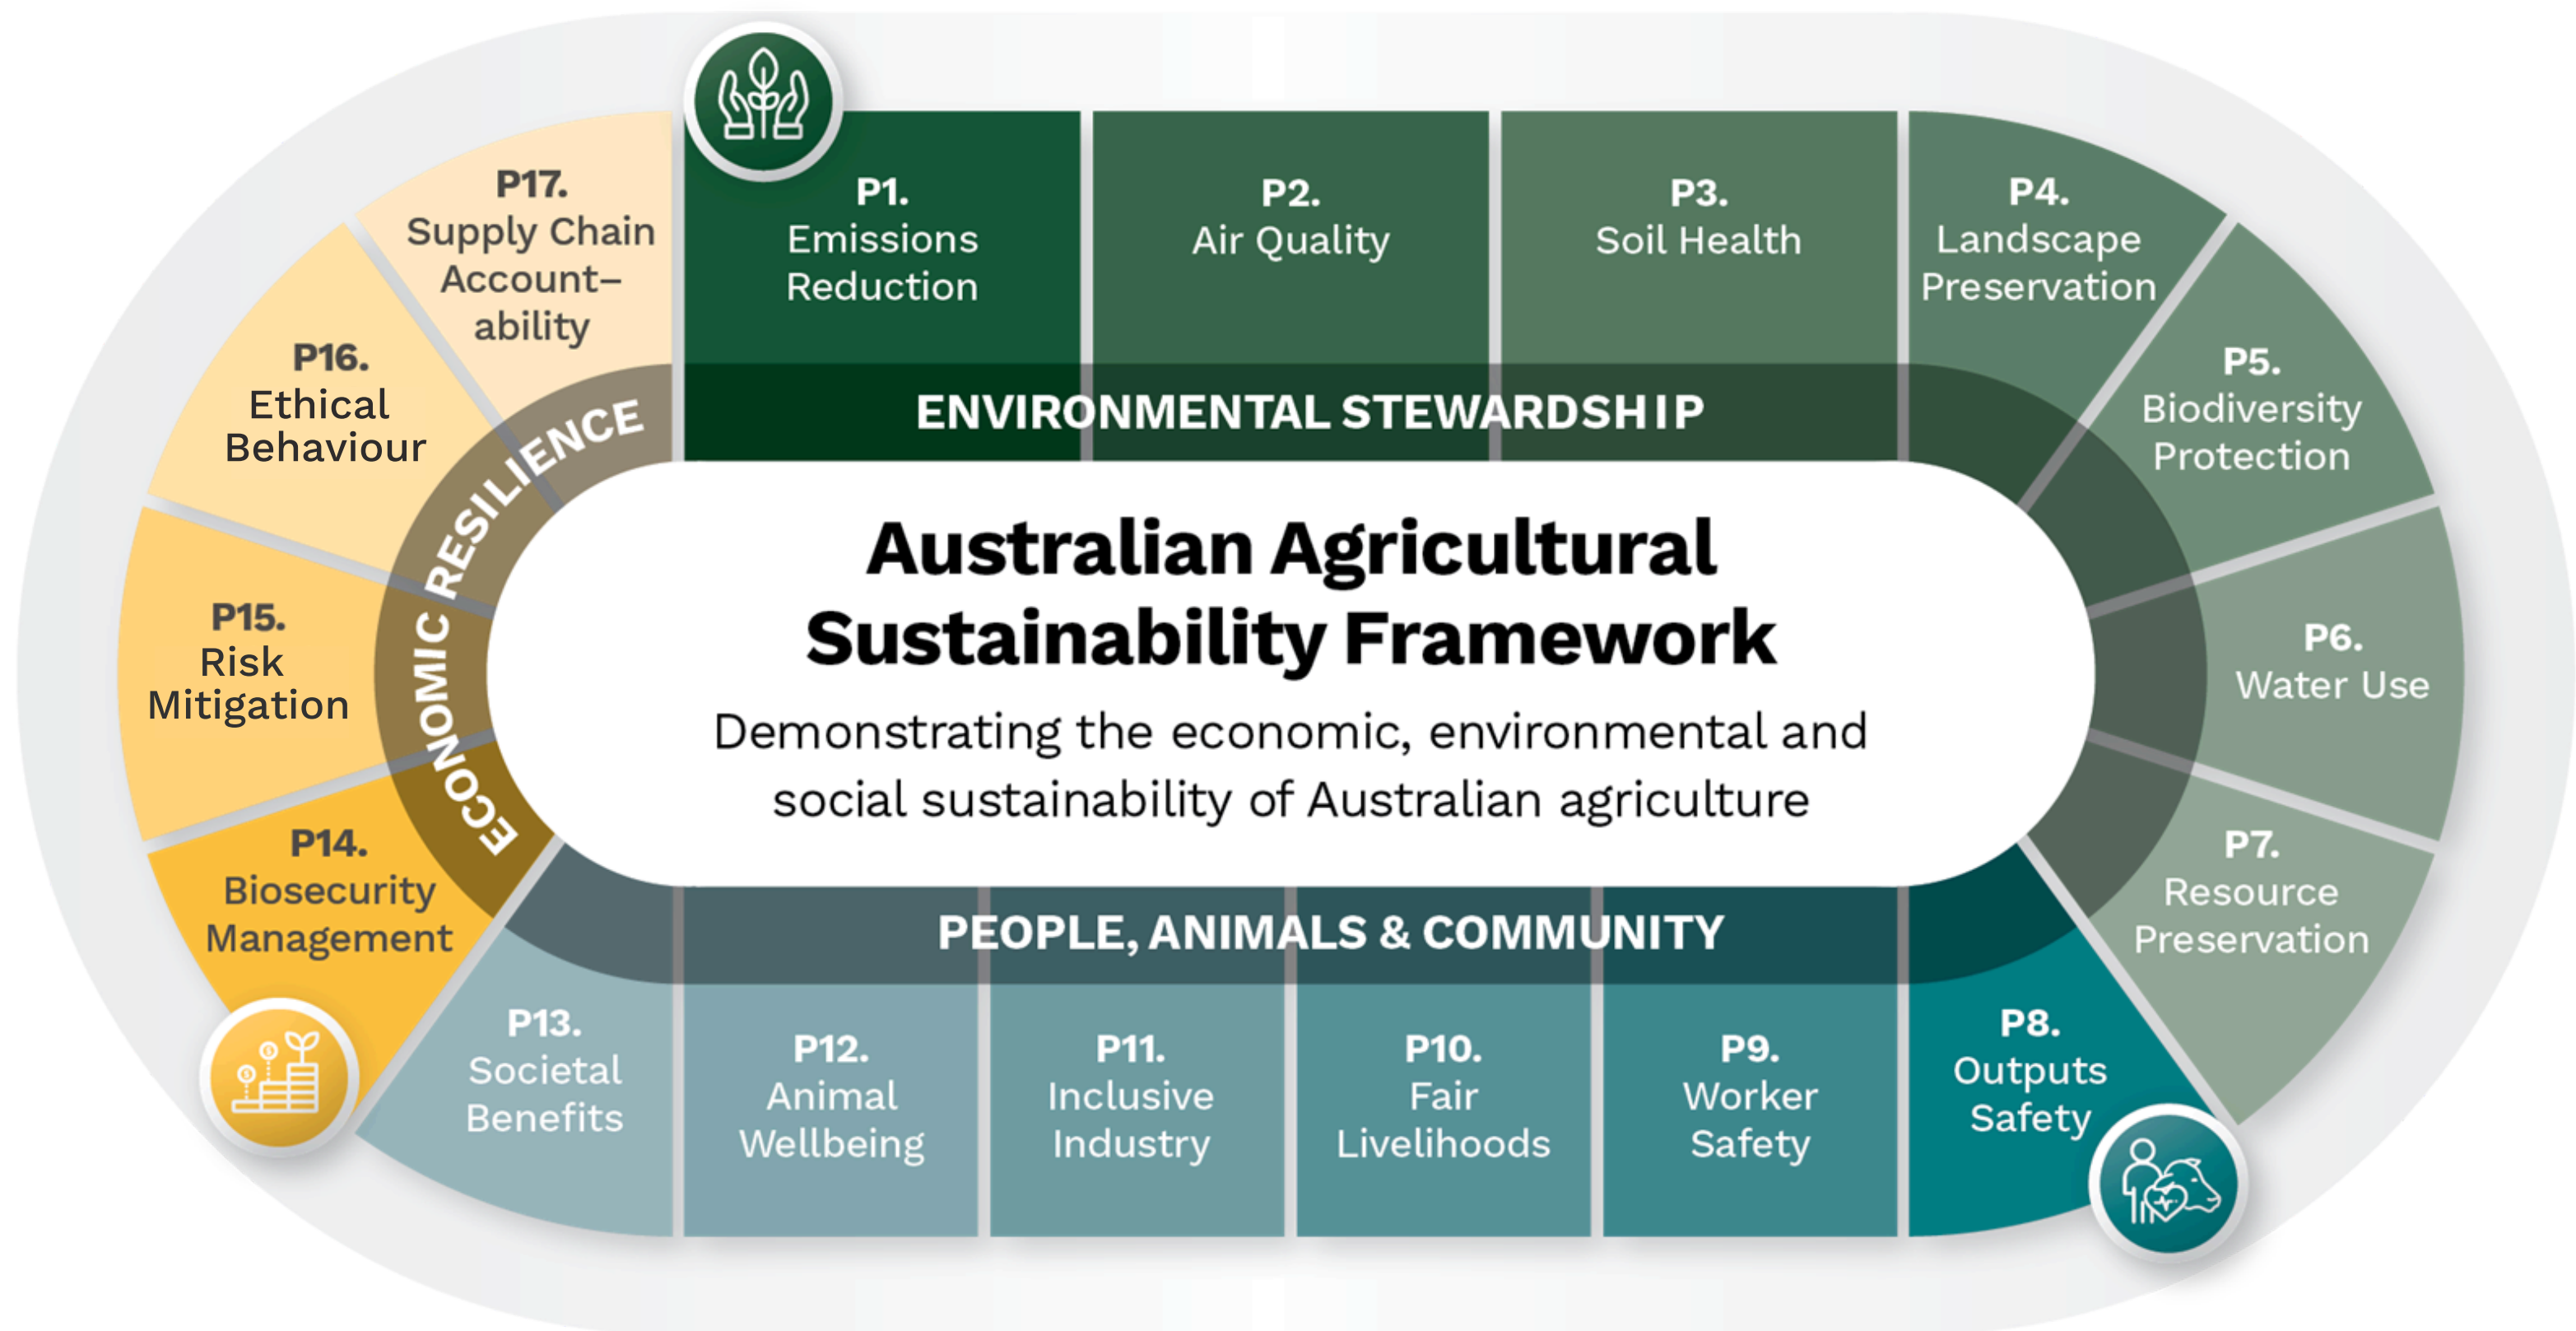 Australian Agricultural
Sustainability Framework
Demonstrating the economic, environmental and
social sustainability of Australian agriculture
ENVIRONMENTAL STEWARDSHIP
P1.
Emissions
Reduction
P2.
Air Quality
P3.
Soil Health
P4.
Landscape
Preservation
P5.
Biodiversity
Protection
P6.
Water Use
P7.
Resource
Preservation
PEOPLE, ANIMALS & COMMUNITY
P8.
Outputs
Safety
P9.
Worker
Safety
P10.
Fair
Livelihoods
P11.
Inclusive
Industry
P12.
Animal
Wellbeing
P13.
Societal
Benefits
ECONOMIC RESILIENCE
P14.
Biosecurity
Management
P15.
Risk
Mitigation
P16.
Ethical
Behaviour
P17.
Supply Chain
Account–
ability